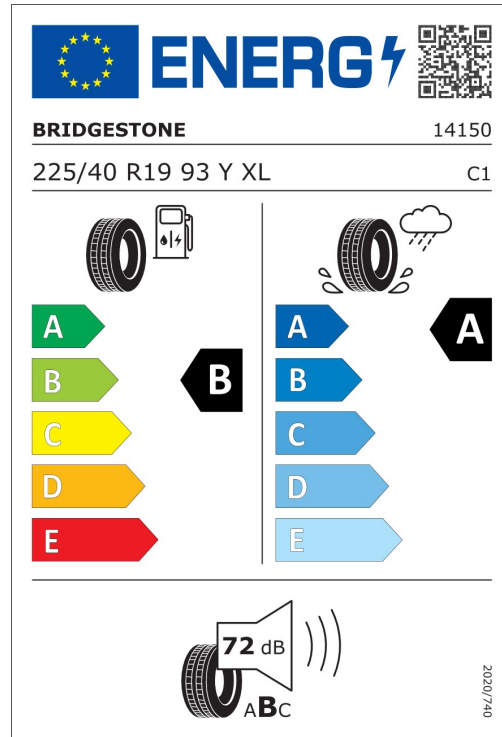 ENERG
BRIDGESTONE 14150
225/40 R19 93 Y XL C1
A A
A
B B
B
C C
D D
E E
72 dB
ABC
2020/740